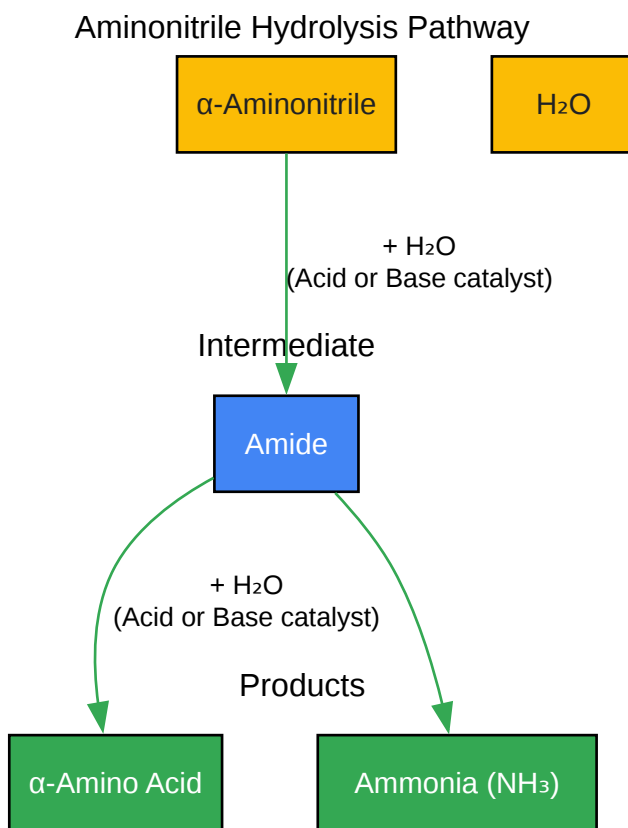 Aminonitrile Hydrolysis Pathway
α-Aminonitrile
H₂O
+ H₂O
(Acid or Base catalyst)
Intermediate
Amide
+ H₂O
(Acid or Base catalyst)
Products
α-Amino Acid
Ammonia (NH₃)